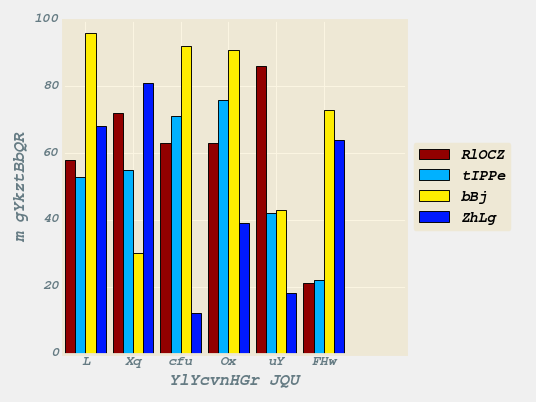 100
80
60
40
20
0
m gYkztBbQR
L Xq cfu Ox uY FHw
YlYcvnHGr JQU
RlOCZ
tIPPe
bBj
ZhLg